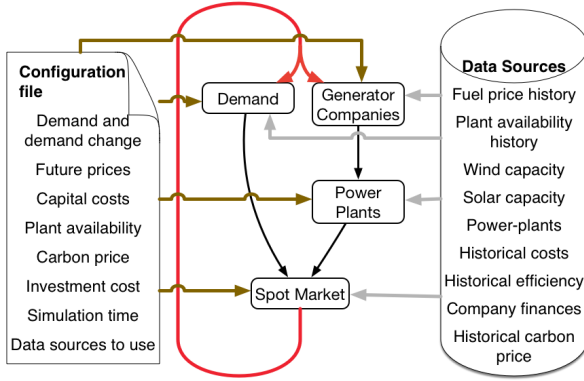 Configuration
file
Demand and
demand change
Future prices
Capital costs
Plant availability
Carbon price
Investment cost
Simulation time
Data sources to use
Demand
Generator
Companies
Power
Plants
Spot Market
Data Sources
Fuel price history
Plant availability
history
Wind capacity
Solar capacity
Power-plants
Historical costs
Historical efficiency
Company finances
Historical carbon
price